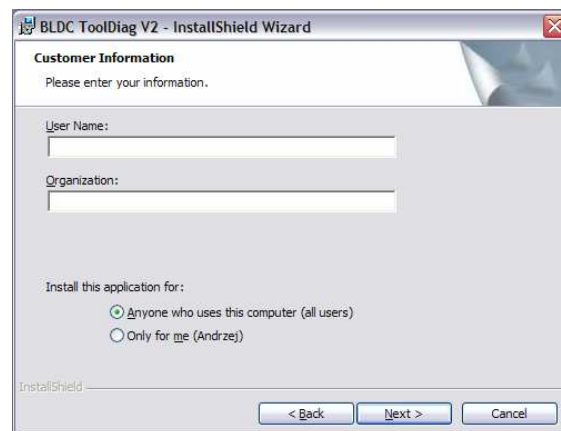 BLDC ToolDiag V2 - InstallShield Wizard
Customer Information
Please enter your information.
User Name:
Organization:
Install this application for:
Anyone who uses this computer (all users)
Only for me (Andrzej)
InstallShield
< Back
Next >
Cancel